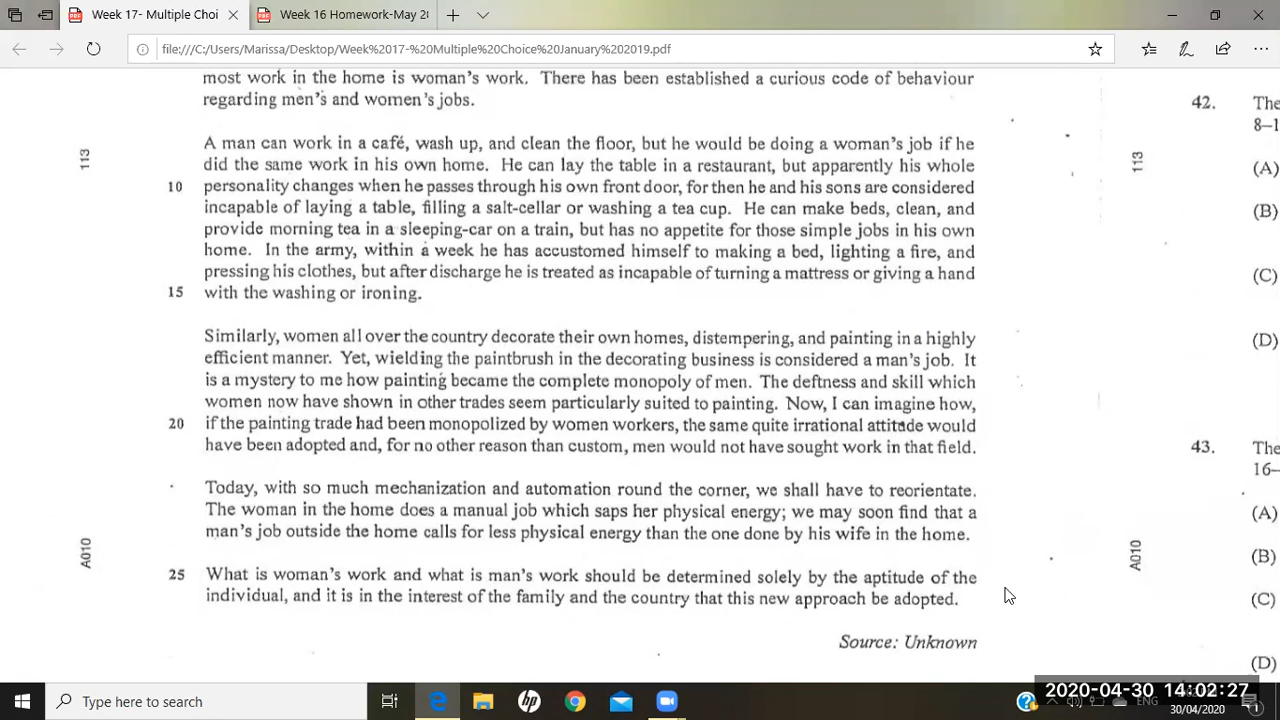 Week 17- Multiple Choi
Week 16 Homework-May 28
file:///C:/Users/Marissa/Desktop/Week%2017-%20Multiple%20Choice%20January%202019.pdf
most work in the home is woman's work. There has been established a curious code of behaviour
regarding men's and women's jobs.
A man can work in a café, wash up, and clean the floor, but he would be doing a woman's job if he
did the same work in his own home. He can lay the table in a restaurant, but apparently his whole
10 personality changes when he passes through his own front door, for then he and his sons are considered
incapable of laying a table, filling a salt-cellar or washing a tea cup. He can make beds, clean, and
provide morning tea in a sleeping-car on a train, but has no appetite for those simple jobs in his own
home. In the army, within a week he has accustomed himself to making a bed, lighting a fire, and
pressing his clothes, but after discharge he is treated as incapable of turning a mattress or giving a hand
15 with the washing or ironing.
Similarly, women all over the country decorate their own homes, distempering, and painting in a highly
efficient manner. Yet, wielding the paintbrush in the decorating business is considered a man's job. It
is a mystery to me how painting became the complete monopoly of men. The deftness and skill which
women now have shown in other trades seem particularly suited to painting. Now, I can imagine how,
20 if the painting trade had been monopolized by women workers, the same quite irrational attitude would
have been adopted and, for no other reason than custom, men would not have sought work in that field.
Today, with so much mechanization and automation round the corner, we shall have to reorientate.
The woman in the home does a manual job which saps her physical energy; we may soon find that a
man's job outside the home calls for less physical energy than the one done by his wife in the home.
25 What is woman's work and what is man's work should be determined solely by the aptitude of the
individual, and it is in the interest of the family and the country that this new approach be adopted.
Source: Unknown
113
A010
113
A010
42. The
8–1
(A)
(B)
(C)
(D)
43. The
16–
(A)
(B)
(C)
(D)
Type here to search
hp
ENG
2020-04-30 14:02:27
30/04/2020